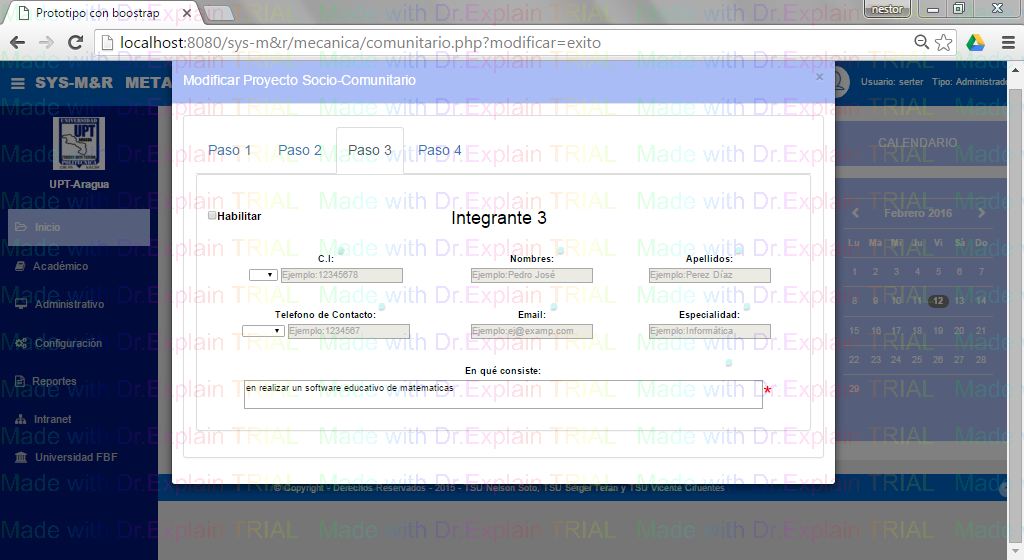 Prototipo con boostrap
nestor
localhost:8080/sys-m&r/mecanica/comunitario.php?modificar=exito
SYS-M&R META
Modificar Proyecto Socio-Comunitario
×
Usuario: serter Tipo: Administrado
UNIVERSIDAD
UPT
ARAGUA
POLITECNICA
UPT-Aragua
Inicio
Académico
Administrativo
Configuración
Reportes
Intranet
Universidad FBF
Paso 1 Paso 2 Paso 3 Paso 4
Habilitar
Integrante 3
C.I: Nombres: Apellidos:
Ejemplo:12345678 Ejemplo:Pedro José Ejemplo:Perez Díaz
Telefono de Contacto: Email: Especialidad:
Ejemplo:1234567 Ejemplo:ej@examp.com Ejemplo:Informática
En qué consiste:
en realizar un software educativo de matematicas
*
CALENDARIO
Febrero 2016
Lu Ma Mi Ju Vi Sá Do
1 2 3 4 5 6 7
8 9 10 11 12 13 14
15 16 17 18 19 20 21
22 23 24 25 26 27 28
29
© Copyright - Derechos Reservados - 2015 - TSU Nelson Soto, TSU Sergei Teran y TSU Vicente Cifuentes
Made with Dr.Explain TRIAL